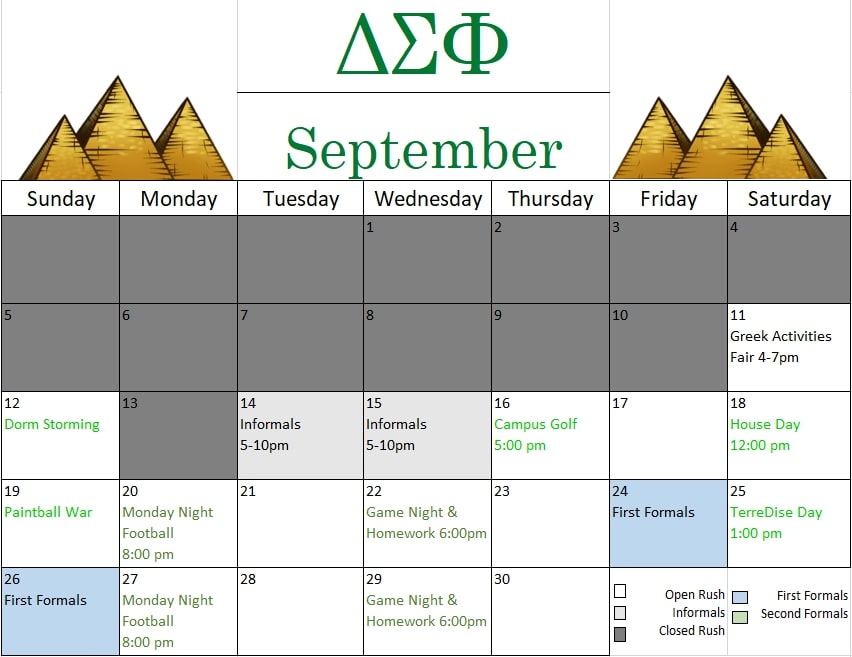 ΔΣΦ
September
Sunday Monday Tuesday Wednesday Thursday Friday Saturday
1 2 3 4
5 6 7 8 9 10 11
Greek Activities
Fair 4-7pm
12 13 14 15 16 17 18
Dorm Storming Informals Informals Campus Golf House Day
5-10pm 5-10pm 5:00 pm 12:00 pm
19 20 21 22 23 24 25
Paintball War Monday Night Game Night & First Formals TerreDise Day
Football Homework 6:00pm 1:00 pm
8:00 pm
26 27 28 29 30
First Formals Monday Night Game Night &
Football Homework 6:00pm
8:00 pm
Open Rush First Formals
Informals Second Formals
Closed Rush